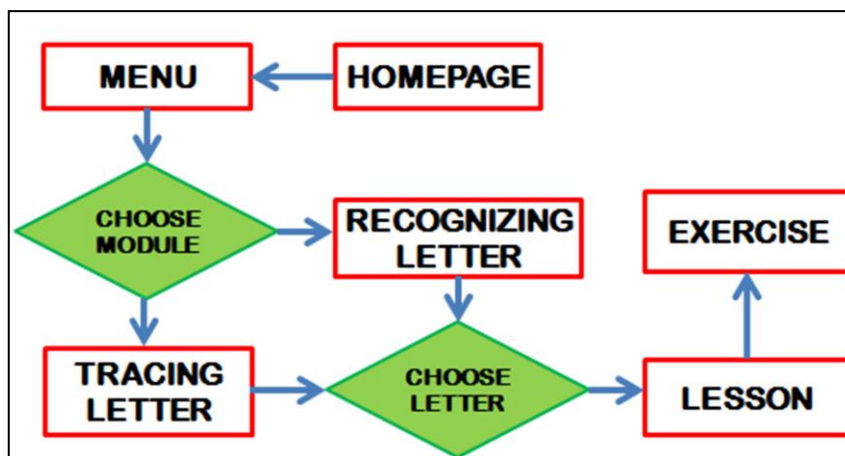 MENU
HOMEPAGE
CHOOSE
MODULE
RECOGNIZING
LETTER
EXERCISE
TRACING
LETTER
CHOOSE
LETTER
LESSON